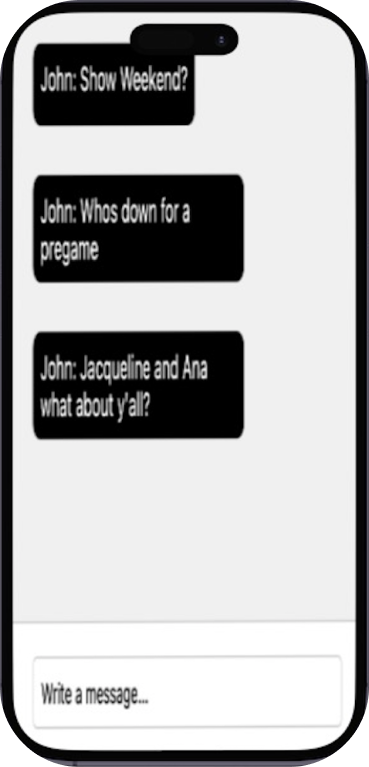 John: Show Weekend?
John: Whos down for a
pregame
John: Jacqueline and Ana
what about y'all?
Write a message...